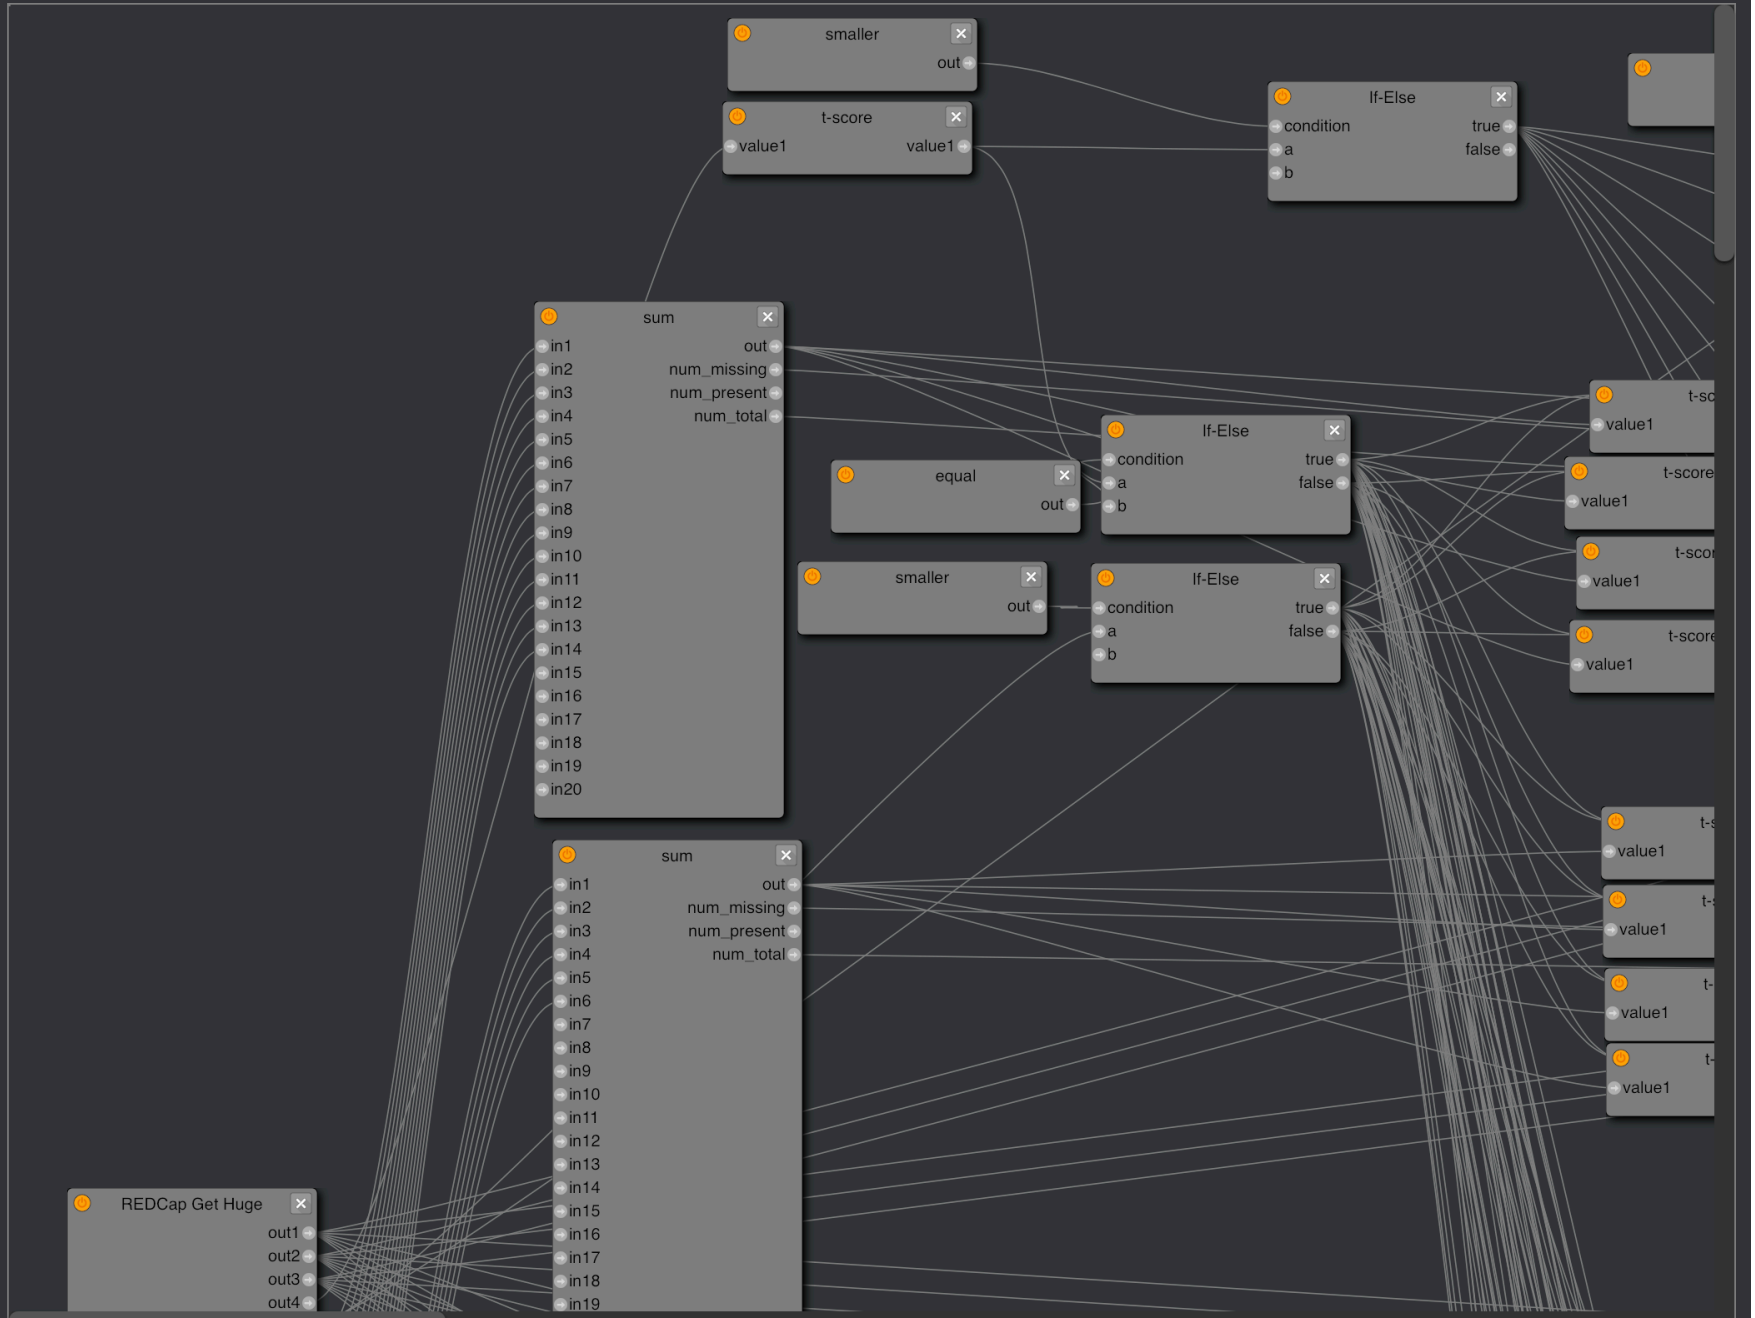 smaller
out
t-score
value1 value1
If-Else
condition true
a false
b
sum
in1 out
in2 num_missing
in3 num_present
in4 num_total
in5
in6
in7
in8
in9
in10
in11
in12
in13
in14
in15
in16
in17
in18
in19
in20
If-Else
condition true
a false
b
equal
out
smaller
out
If-Else
condition true
a false
b
t-sc
value1
t-score
value1
t-scor
value1
t-score
value1
sum
in1 out
in2 num_missing
in3 num_present
in4 num_total
in5
in6
in7
in8
in9
in10
in11
in12
in13
in14
in15
in16
in17
in18
in19
t-s
value1
t-s
value1
t-
value1
t-
value1
REDCap Get Huge
out1
out2
out3
out4